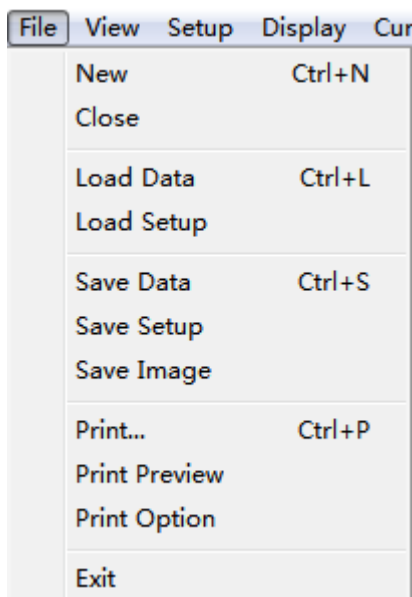 File View Setup Display Cur
New Ctrl+N
Close
Load Data Ctrl+L
Load Setup
Save Data Ctrl+S
Save Setup
Save Image
Print... Ctrl+P
Print Preview
Print Option
Exit